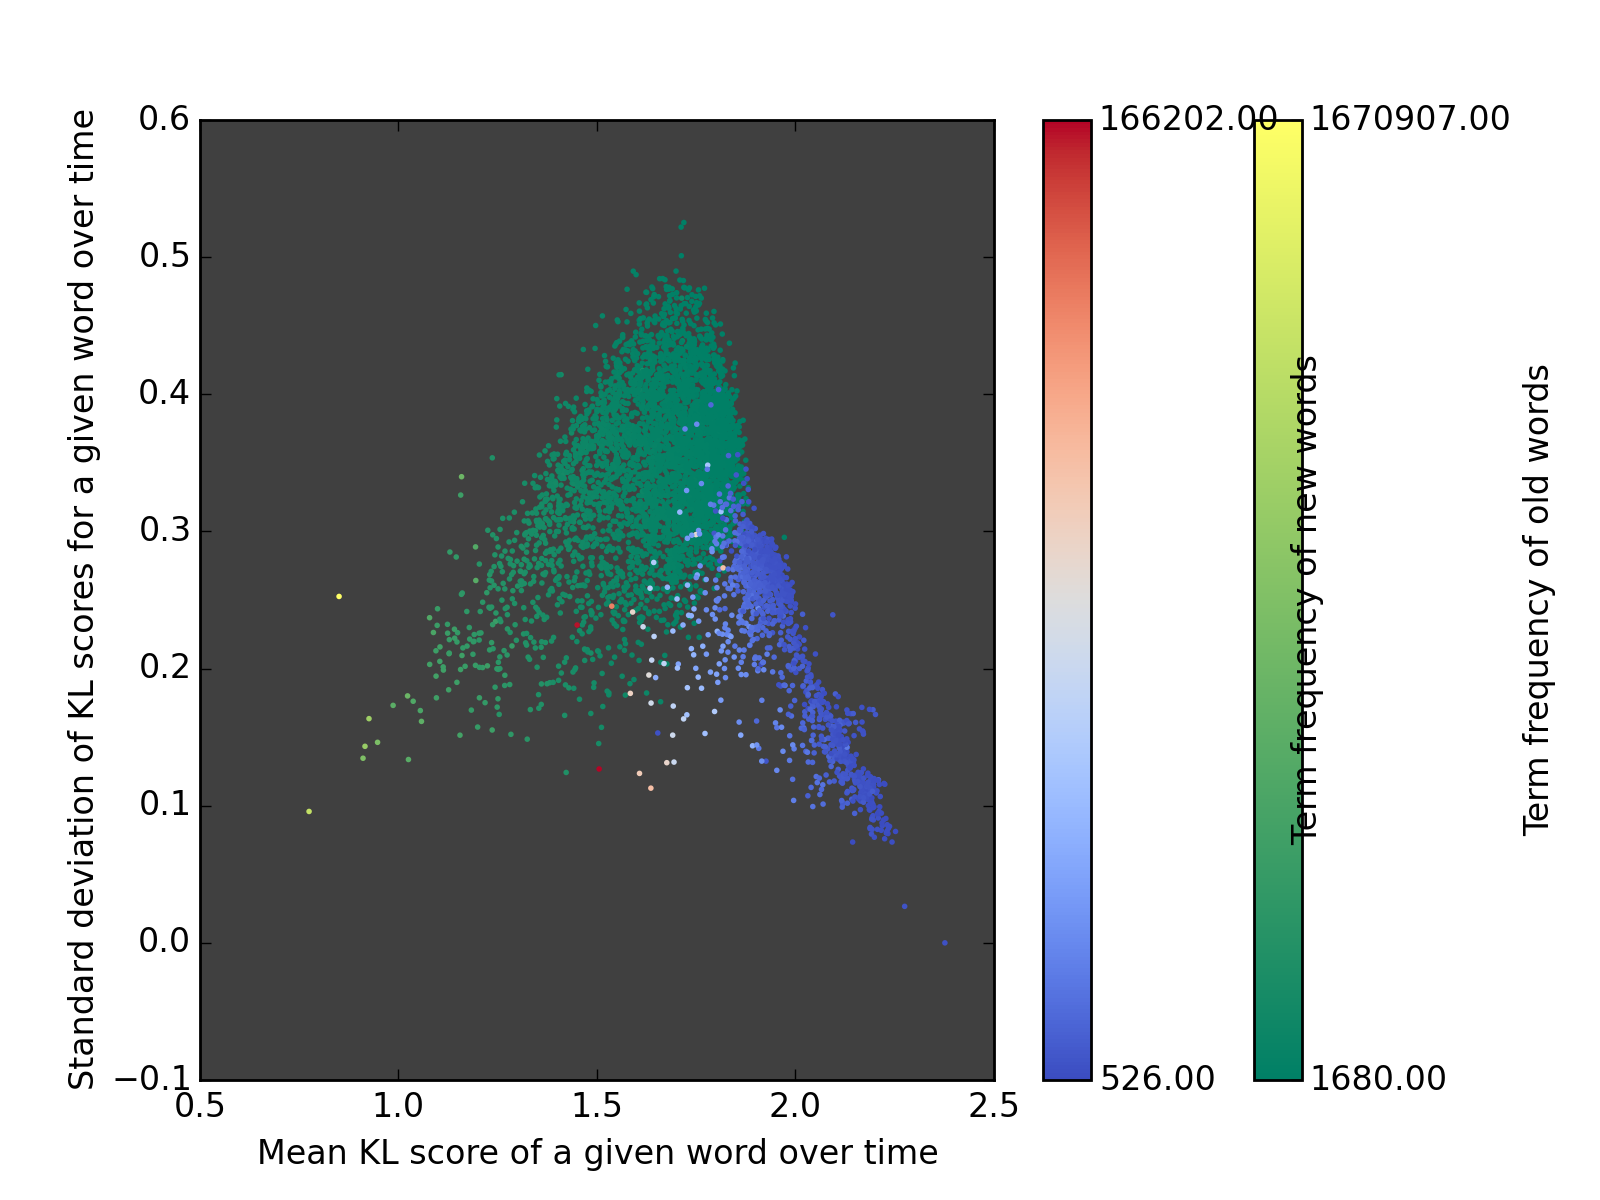 0.6
0.5
0.4
0.3
0.2
0.1
0.0
−0.1
Standard deviation of KL scores for a given word over time
0.5 1.0 1.5 2.0 2.5
Mean KL score of a given word over time
166202.00
526.00
Term frequency of new words
1670907.00
1680.00
Term frequency of old words